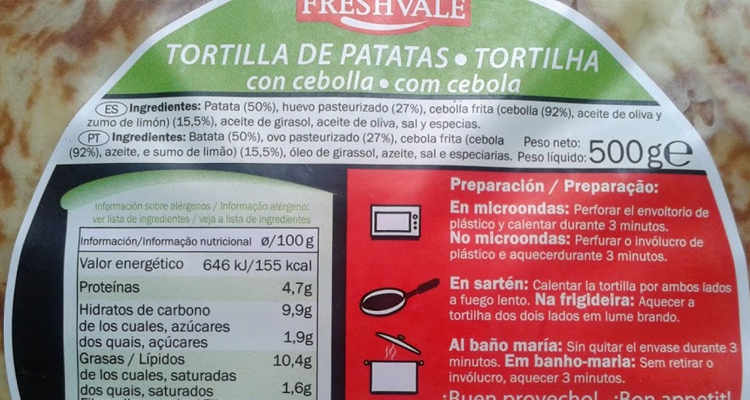 FRESHVALE
TORTILLA DE PATATAS • TORTILHA
con cebolla • com cebola
ES Ingredientes: Patata (50%), huevo pasteurizado (27%), cebolla frita (cebolla (92%), aceite de oliva y
zumo de limón) (15,5%), aceite de girasol, aceite de oliva, sal y especias.
PT Ingredientes: Batata (50%), ovo pasteurizado (27%), cebola frita (cebola
(92%), azeite, e sumo de limão) (15,5%), óleo de girassol, azeite, sal e especiarias.
Peso neto:
Peso líquido: 500g e
Información sobre alérgenos / Informação alérgeno:
ver lista de ingredientes / veja a lista de ingredientes
Información/Informação nutricional ø/100g
Valor energético 646 kJ/155 kcal
Proteínas 4,7g
Hidratos de carbono 9,9g
de los cuales, azúcares
dos quais, açúcares 1,9g
Grasas / Lípidos 10,4g
de los cuales, saturadas
dos quais, saturados 1,6g
Preparación / Preparação:
En microondas: Perforar el envoltorio de
plástico y calentar durante 3 minutos.
No microondas: Perfurar o invólucro de
plástico e aquecerdurante 3 minutos.
En sartén: Calentar la tortilla por ambos lados
a fuego lento. Na frigideira: Aquecer a
tortilha dos dois lados em lume brando.
Al baño maría: Sin quitar el envase durante 3
minutos. Em banho-maria: Sem retirar o
invólucro, aquecer 3 minutos.
¡Buen provecho! ¡Bon appetit!